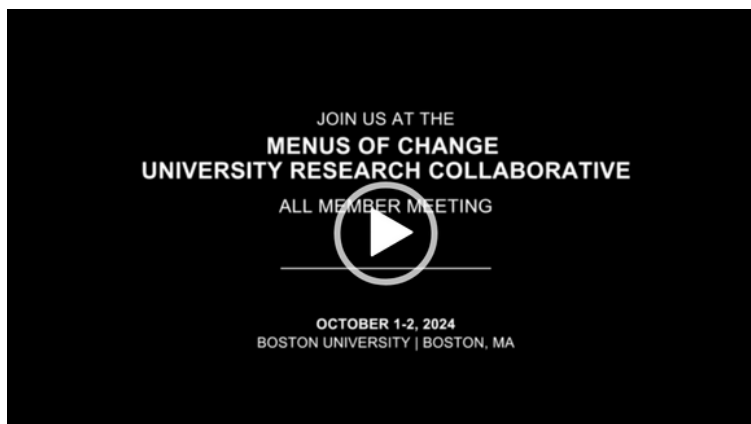 JOIN US AT THE
MENUS OF CHANGE
UNIVERSITY RESEARCH COLLABORATIVE
ALL MEMBER MEETING
OCTOBER 1-2, 2024
BOSTON UNIVERSITY | BOSTON, MA